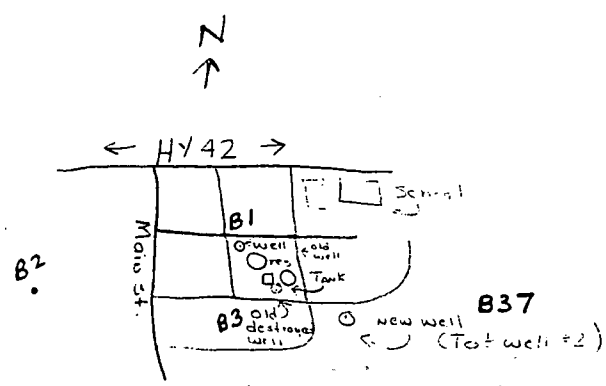 N
← HY 42 →
School
B1
well
old
well
res
Tank
Main St.
B2
B3 old
destroyed
well
B37
New well
(Test well #2)